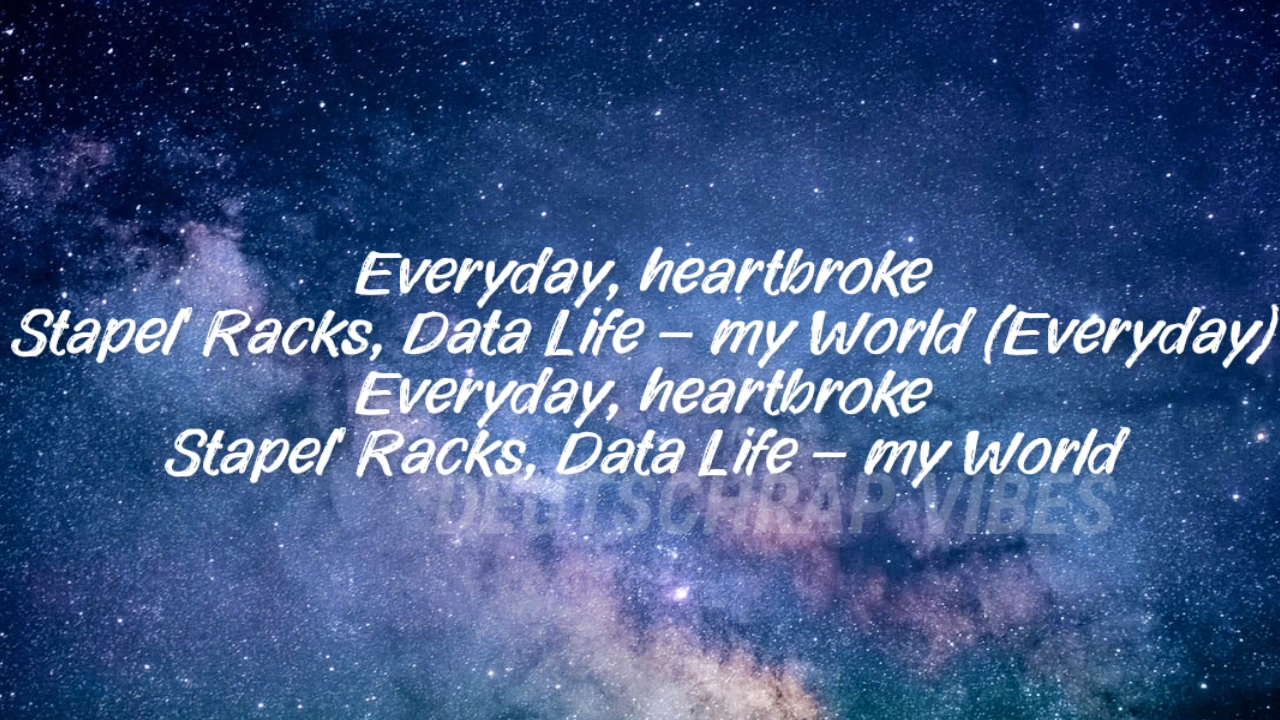 Everyday, heartbroke
Stapel' Racks, Data Life – my World (Everyday)
Everyday, heartbroke
Stapel' Racks, Data Life – my World
DEUTSCHRAP VIBES